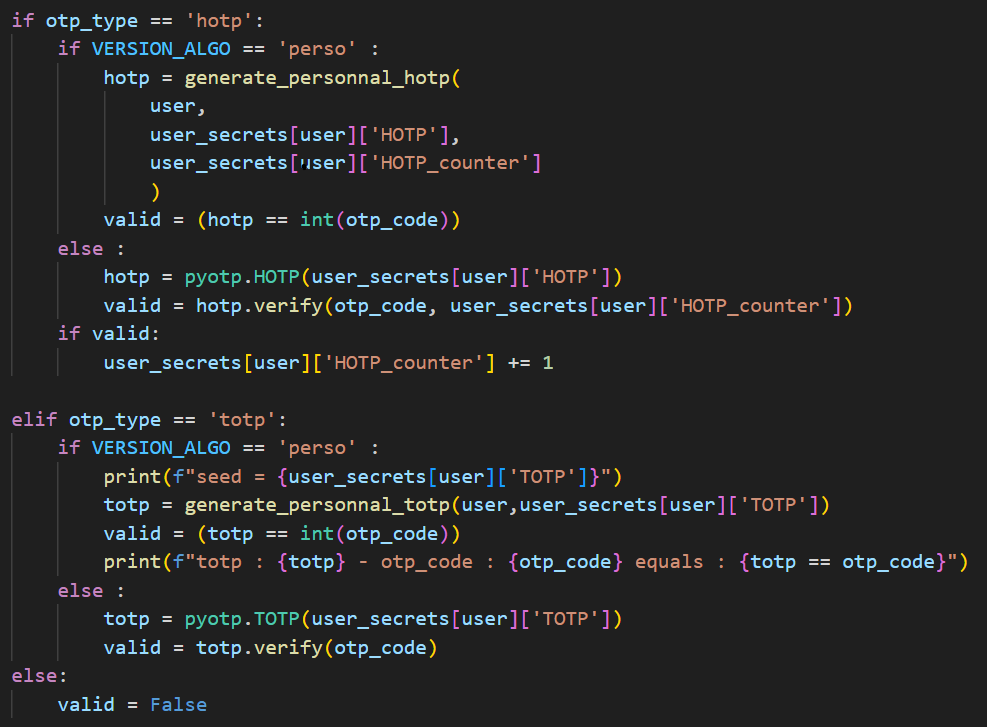 if otp_type == 'hotp':
    if VERSION_ALGO == 'perso' :
        hotp = generate_personnal_hotp(
            user,
            user_secrets[user]['HOTP'],
            user_secrets[user]['HOTP_counter']
            )
        valid = (hotp == int(otp_code))
    else :
        hotp = pyotp.HOTP(user_secrets[user]['HOTP'])
        valid = hotp.verify(otp_code, user_secrets[user]['HOTP_counter'])
    if valid:
        user_secrets[user]['HOTP_counter'] += 1

elif otp_type == 'totp':
    if VERSION_ALGO == 'perso' :
        print(f"seed = {user_secrets[user]['TOTP']}")
        totp = generate_personnal_totp(user,user_secrets[user]['TOTP'])
        valid = (totp == int(otp_code))
        print(f"totp : {totp} - otp_code : {otp_code} equals : {totp == otp_code}")
    else :
        totp = pyotp.TOTP(user_secrets[user]['TOTP'])
        valid = totp.verify(otp_code)
else:
    valid = False